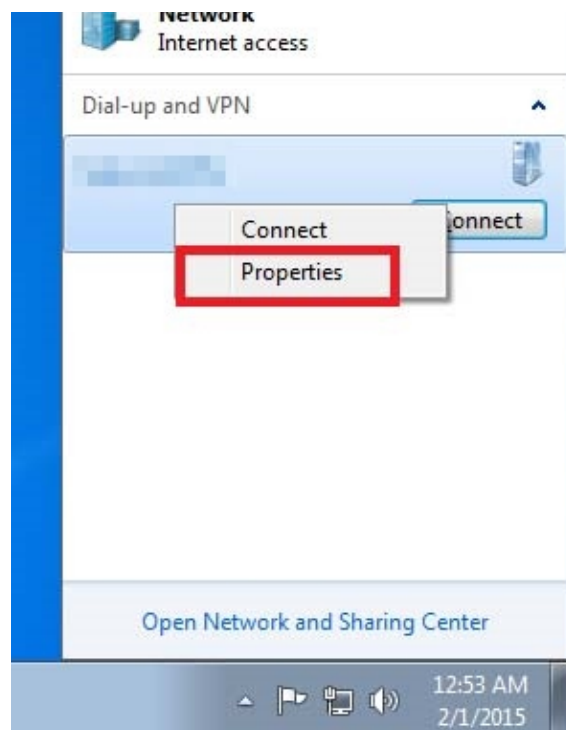 Network
Internet access
Dial-up and VPN
Connect
Connect
Properties
Open Network and Sharing Center
12:53 AM
2/1/2015